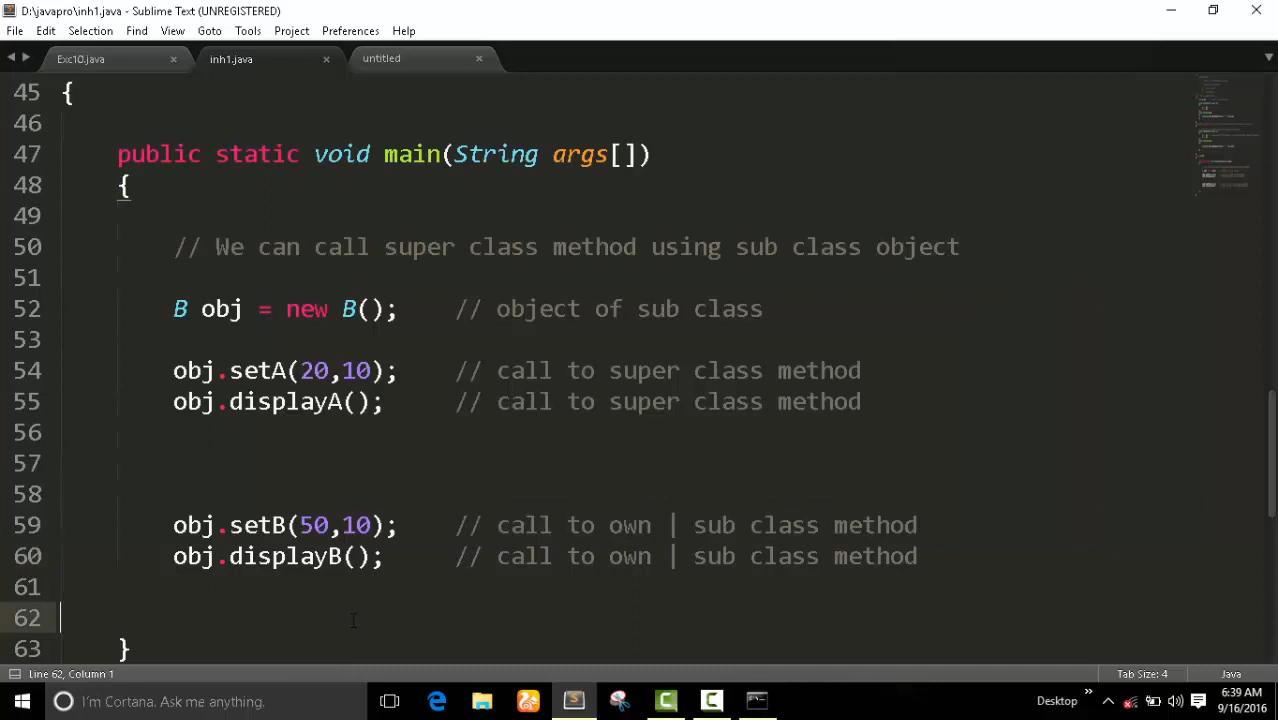 D:\javapro\inh1.java - Sublime Text (UNREGISTERED)
File Edit Selection Find View Goto Tools Project Preferences Help
Exc10.java × inh1.java × untitled ×
45 {
46
47 public static void main(String args[])
48 {
49
50 // We can call super class method using sub class object
51
52 B obj = new B(); // object of sub class
53
54 obj.setA(20,10); // call to super class method
55 obj.displayA(); // call to super class method
56
57
58
59 obj.setB(50,10); // call to own | sub class method
60 obj.displayB(); // call to own | sub class method
61
62
63 }
Line 62, Column 1 Tab Size: 4 Java
I'm Cortana. Ask me anything. Desktop 6:39 AM
9/16/2016